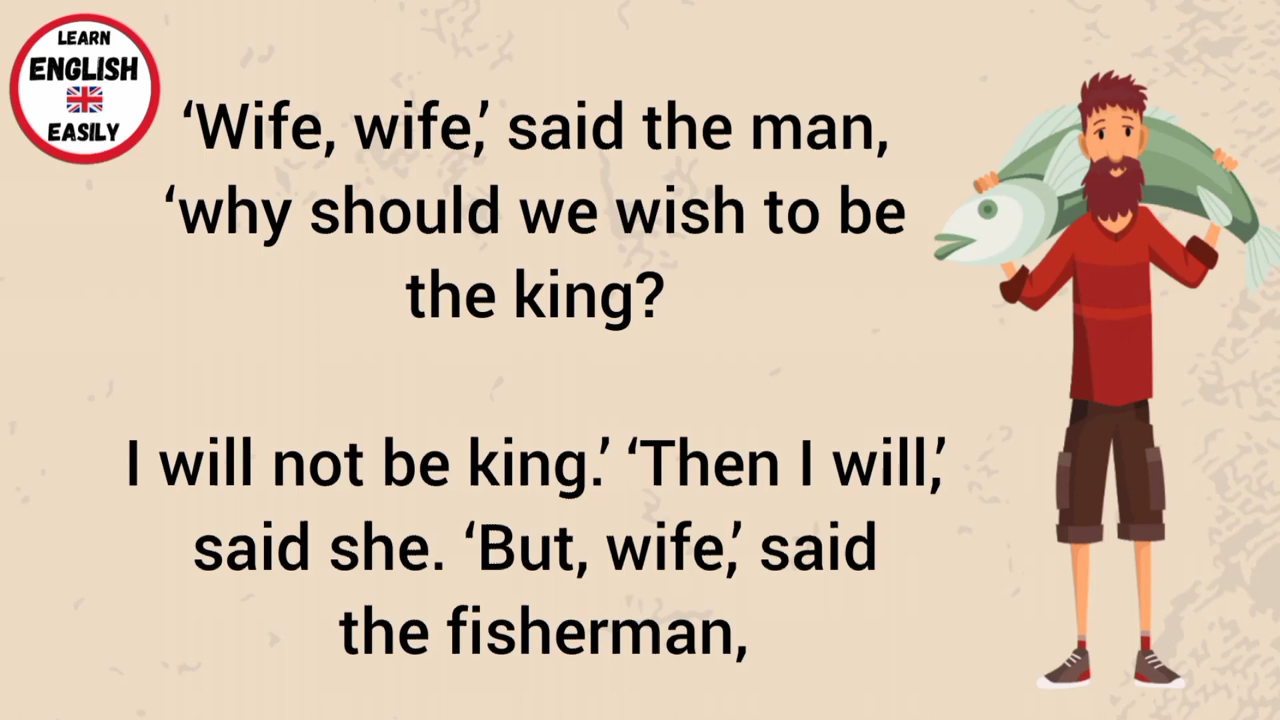 LEARN
ENGLISH
EASILY
‘Wife, wife,’ said the man,
‘why should we wish to be
the king?
I will not be king.’ ‘Then I will,’
said she. ‘But, wife,’ said
the fisherman,